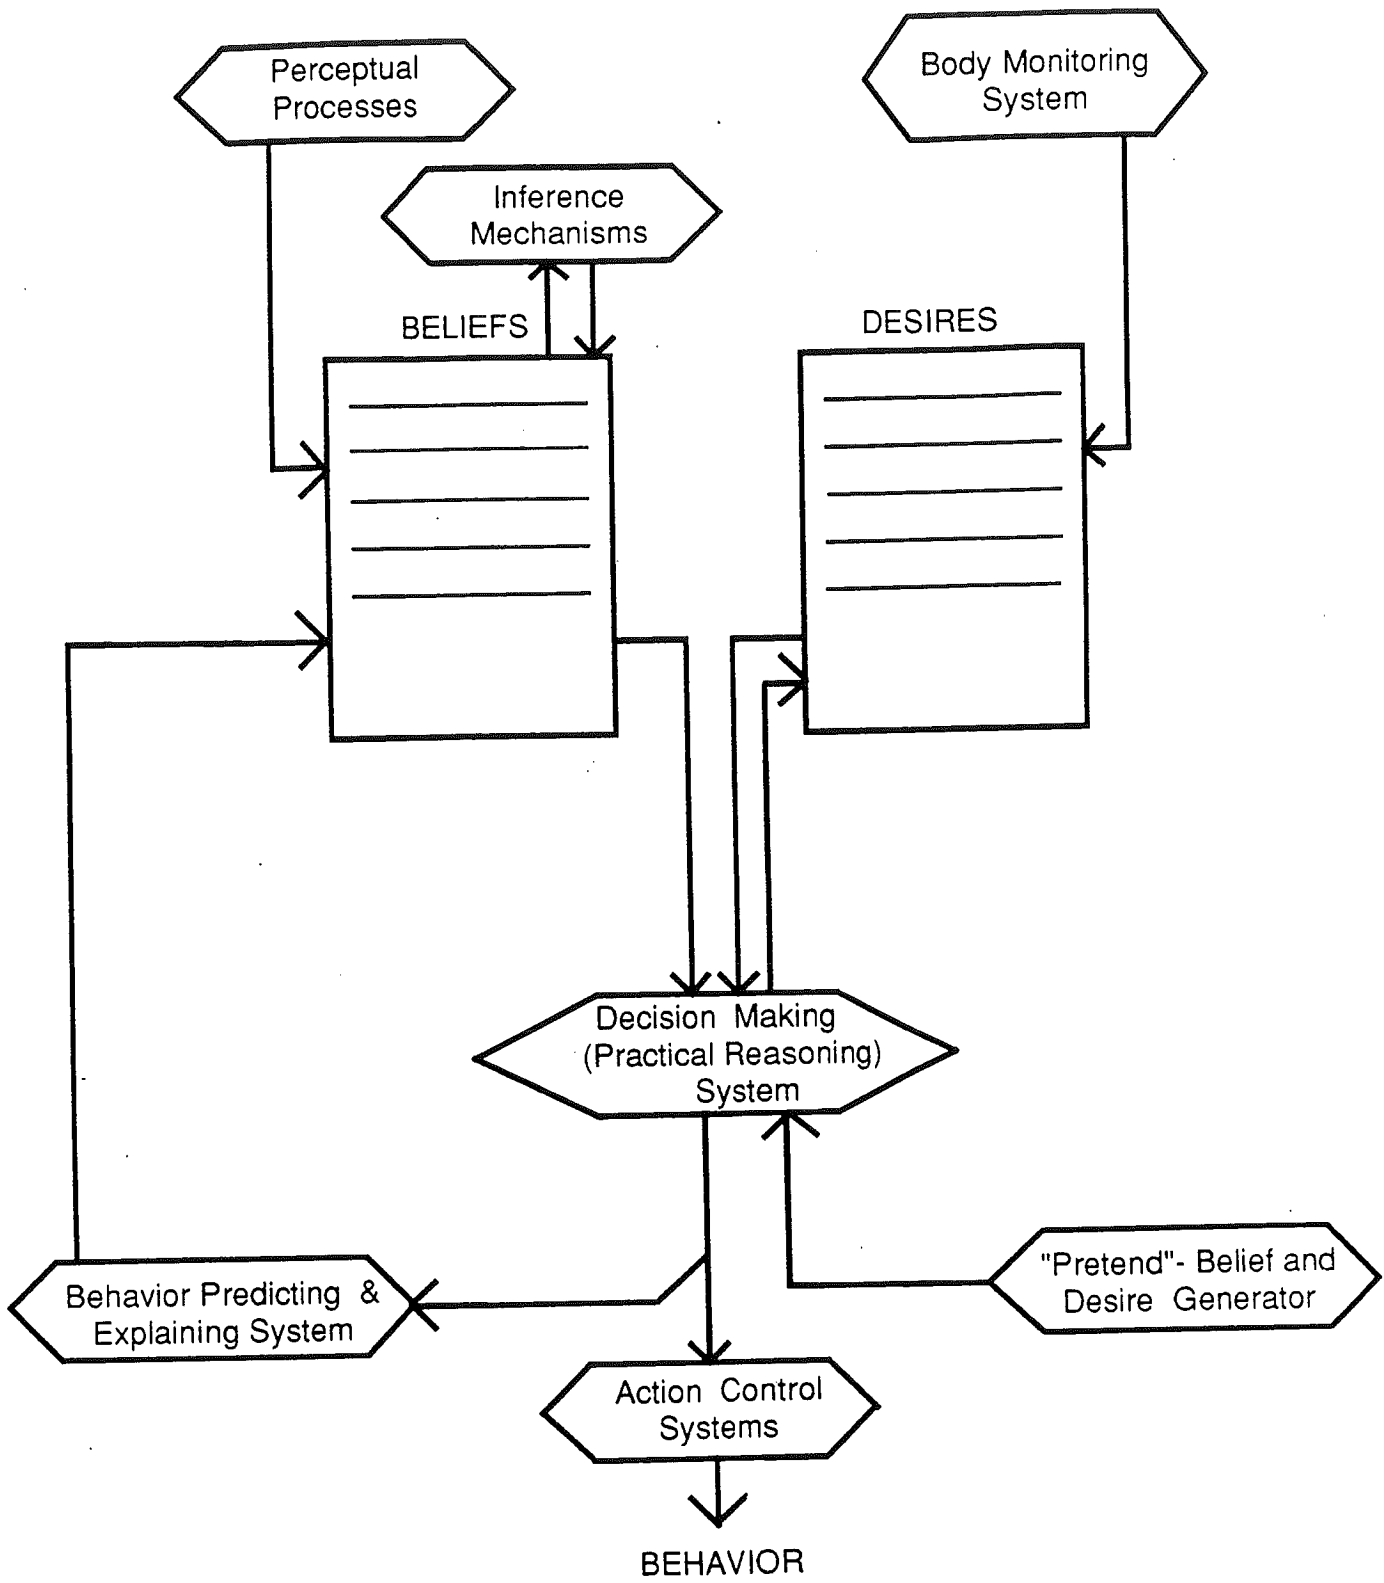 Perceptual
Processes
Body Monitoring
System
Inference
Mechanisms
BELIEFS
DESIRES
Decision Making
(Practical Reasoning)
System
Behavior Predicting &
Explaining System
"Pretend"- Belief and
Desire Generator
Action Control
Systems
BEHAVIOR